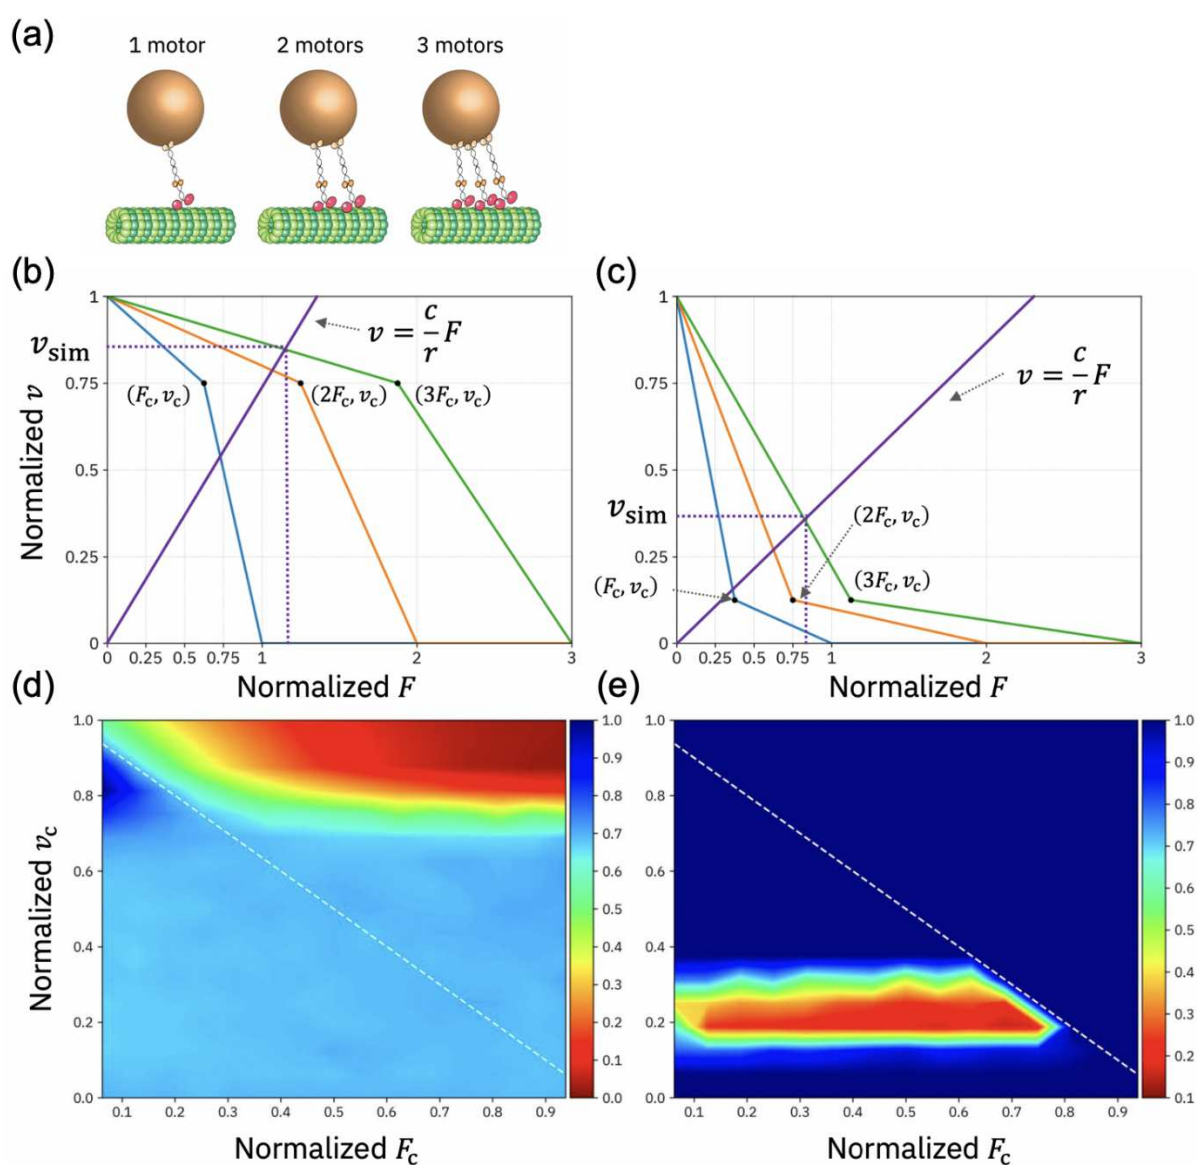 (a)
1 motor 2 motors 3 motors
(b)
1
v = c/r F
v_sim
0.75
(F_c, v_c) (2F_c, v_c) (3F_c, v_c)
0.5
0.25
0
Normalized v
0 0.25 0.5 0.75 1 2 3
Normalized F
(c)
1
v = c/r F
0.75
0.5
v_sim
(2F_c, v_c)
0.25
(F_c, v_c) (3F_c, v_c)
0
0 0.25 0.5 0.75 1 2 3
Normalized F
(d)
1.0
0.8
0.6
0.4
0.2
0.0
Normalized v_c
0.1 0.2 0.3 0.4 0.5 0.6 0.7 0.8 0.9
Normalized F_c
1.0
0.9
0.8
0.7
0.6
0.5
0.4
0.3
0.2
0.1
0.0
(e)
1.0
0.8
0.6
0.4
0.2
0.0
0.1 0.2 0.3 0.4 0.5 0.6 0.7 0.8 0.9
Normalized F_c
1.0
0.9
0.8
0.7
0.6
0.5
0.4
0.3
0.2
0.1